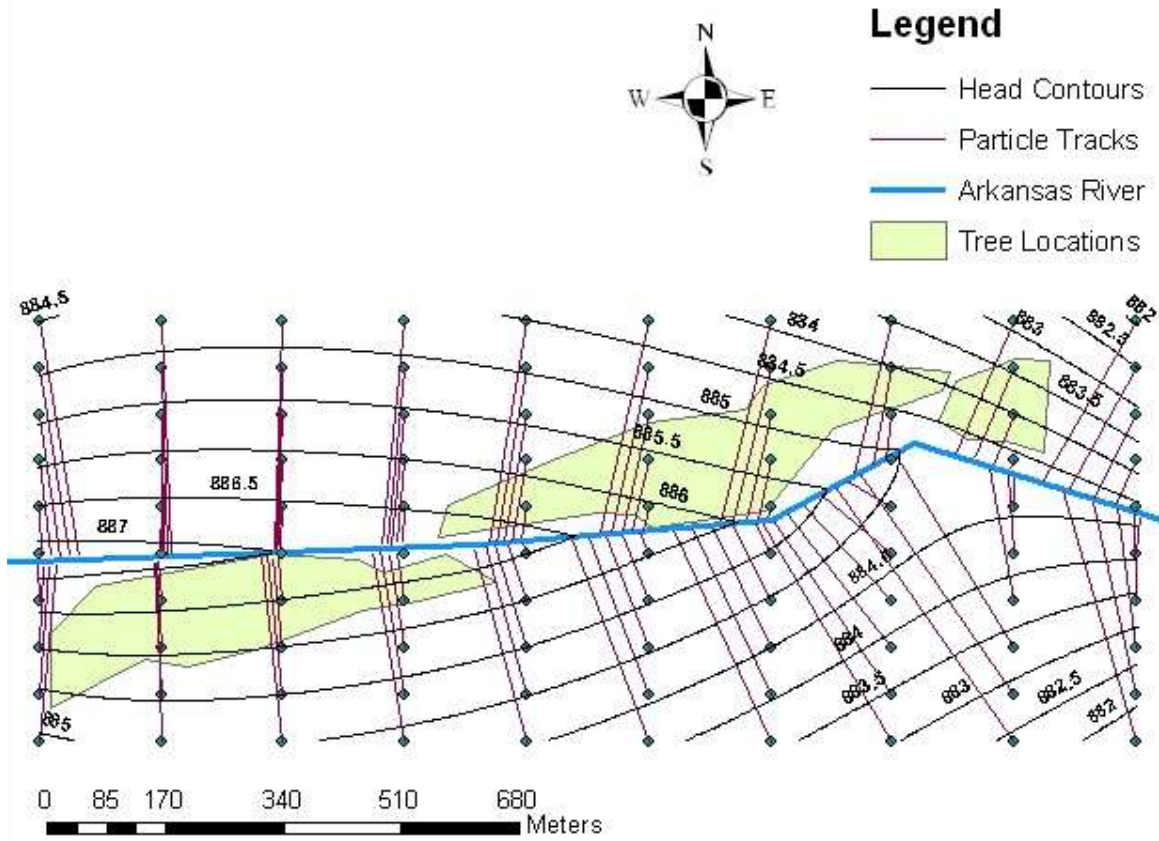 Legend
Head Contours
Particle Tracks
Arkansas River
Tree Locations
N
W E
S
884.5
884
883
882.5
882
884.5
883.5
885
885.5
886.5
886
887
884.5
884
883.5
883
882.5
882
885
0 85 170 340 510 680
Meters